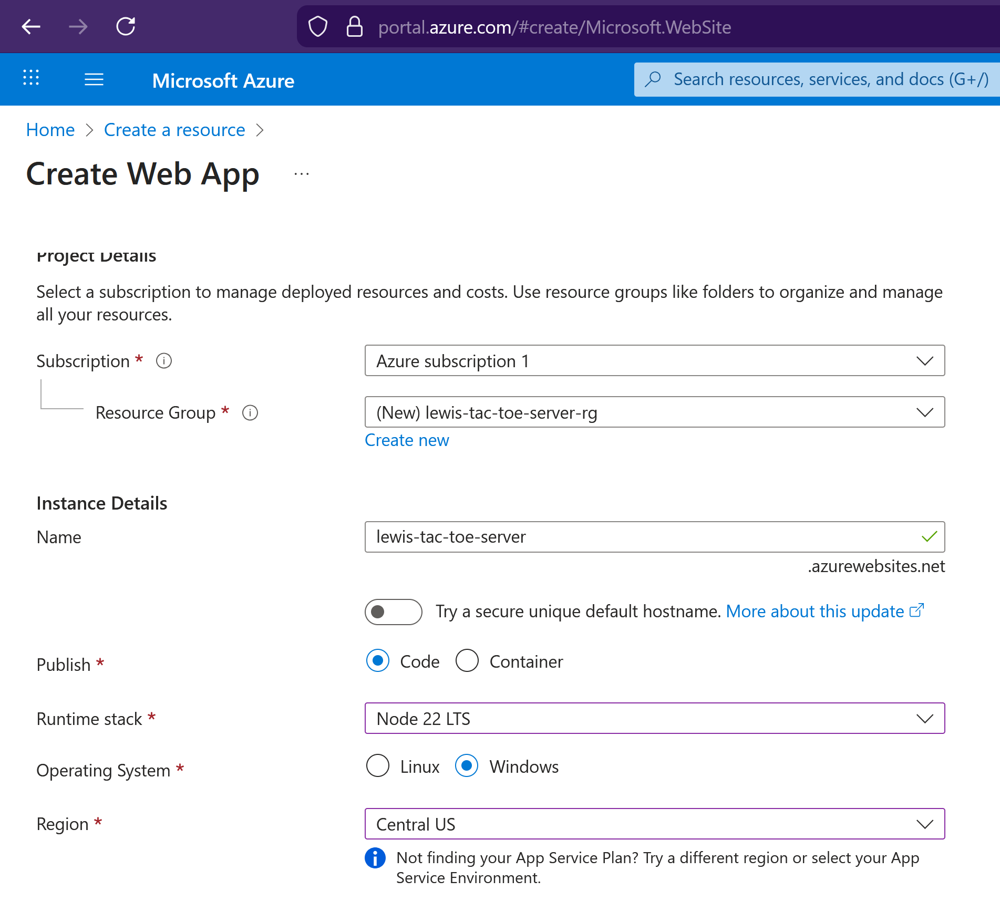 portal.azure.com/#create/Microsoft.WebSite
Microsoft Azure
Search resources, services, and docs (G+/)
Home > Create a resource >
Create Web App ...
Project Details
Select a subscription to manage deployed resources and costs. Use resource groups like folders to organize and manage
all your resources.
Subscription *
Azure subscription 1
Resource Group *
(New) lewis-tac-toe-server-rg
Create new
Instance Details
Name
lewis-tac-toe-server
.azurewebsites.net
Try a secure unique default hostname. More about this update
Publish *
Code Container
Runtime stack *
Node 22 LTS
Operating System *
Linux Windows
Region *
Central US
Not finding your App Service Plan? Try a different region or select your App
Service Environment.